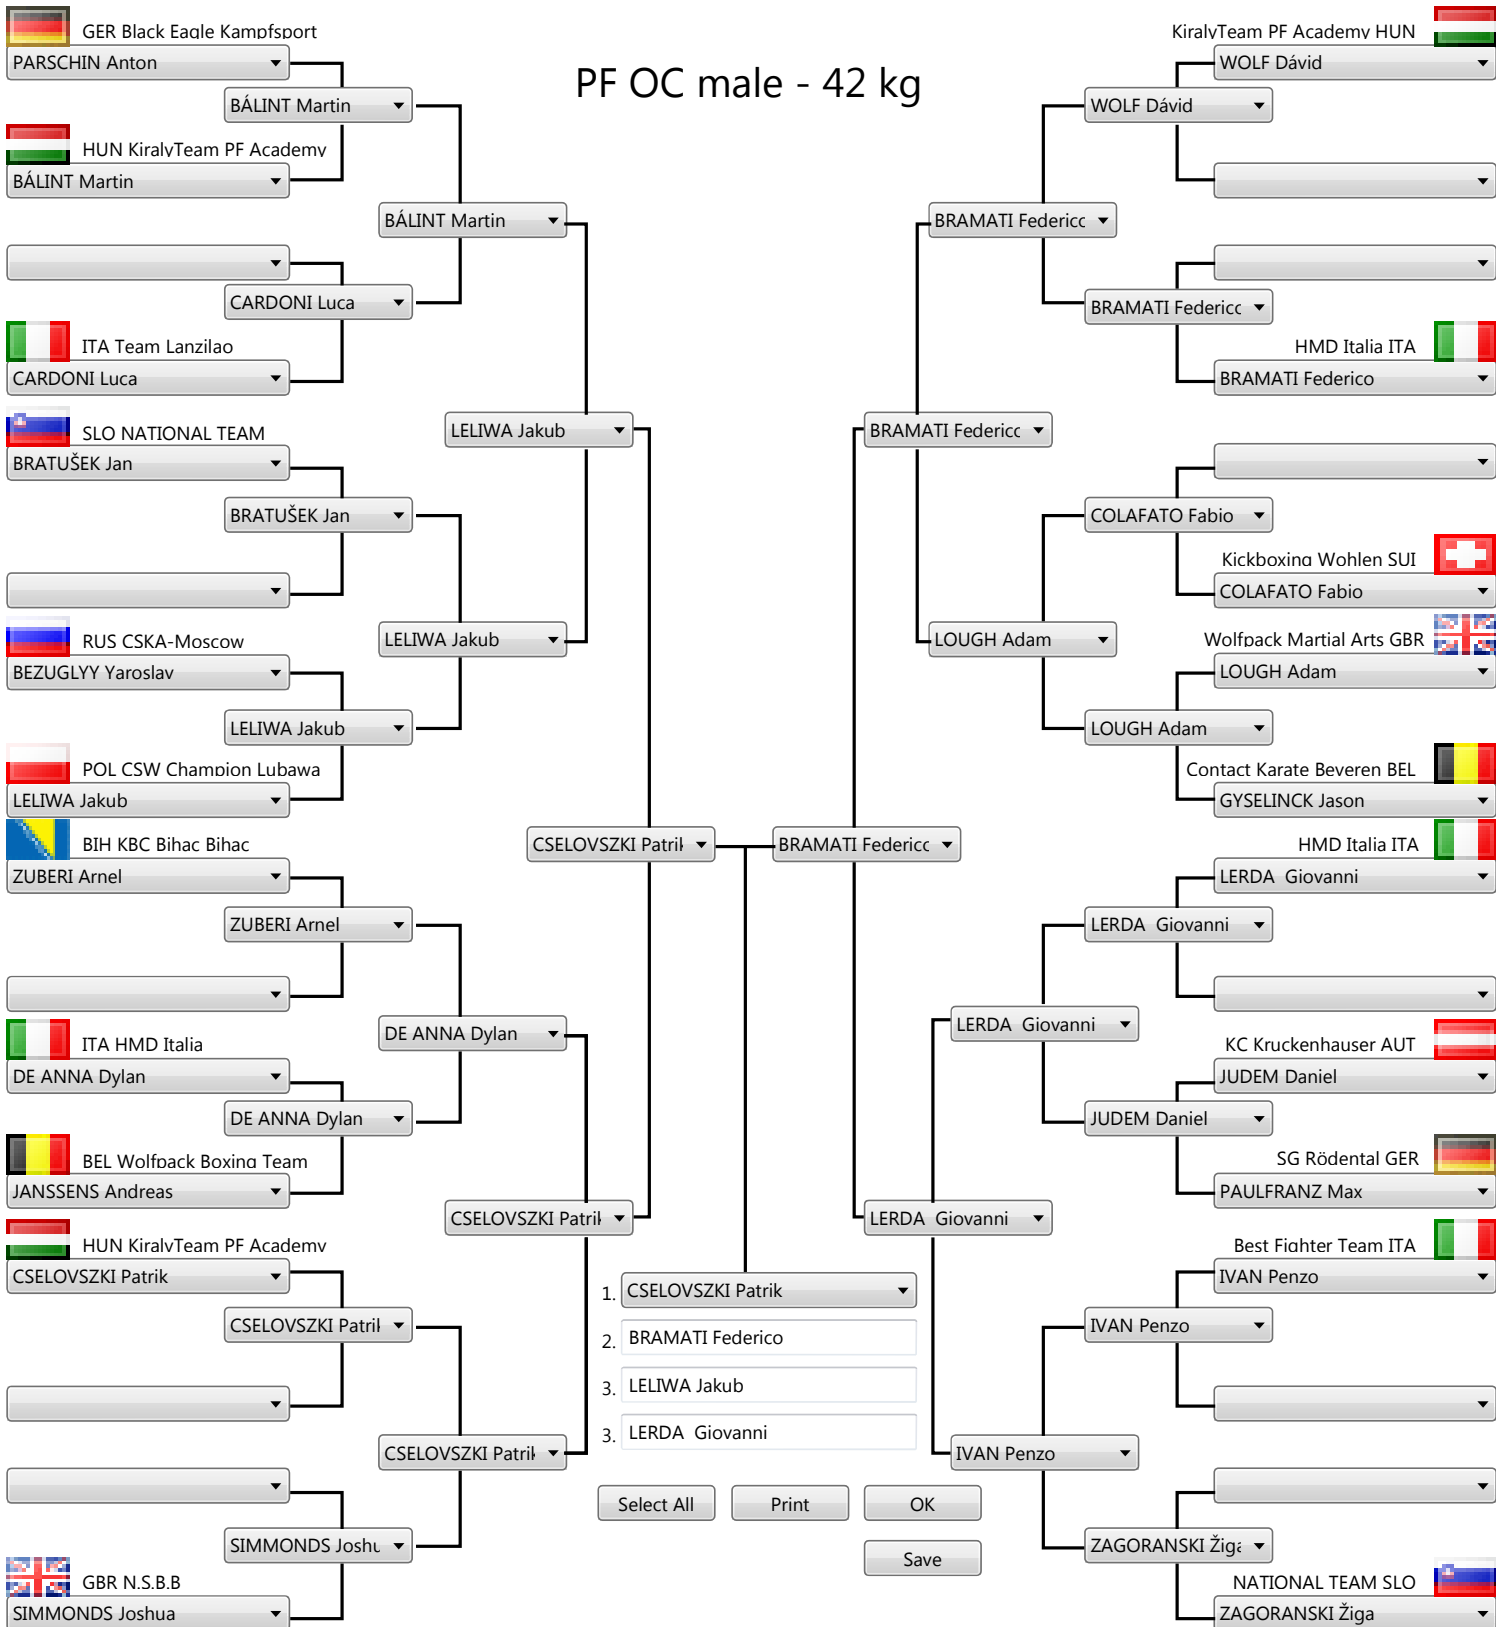 PF OC male - 42 kg
GER Black Eagle Kampfsport
PARSCHIN Anton
BÁLINT Martin
HUN KiralyTeam PF Academy
BÁLINT Martin
BÁLINT Martin
CARDONI Luca
ITA Team Lanzilao
CARDONI Luca
SLO NATIONAL TEAM
LELIWA Jakub
BRATUŠEK Jan
BRATUŠEK Jan
RUS CSKA-Moscow
LELIWA Jakub
BEZUGLYY Yaroslav
LELIWA Jakub
POL CSW Champion Lubawa
LELIWA Jakub
BIH KBC Bihac Bihac
CSELOVSZKI Patrik
ZUBERI Arnel
ZUBERI Arnel
ITA HMD Italia
DE ANNA Dylan
DE ANNA Dylan
DE ANNA Dylan
BEL Wolfpack Boxing Team
JANSSENS Andreas
CSELOVSZKI Patrik
HUN KiralyTeam PF Academy
CSELOVSZKI Patrik
CSELOVSZKI Patrik
CSELOVSZKI Patrik
SIMMONDS Joshu
GBR N.S.B.B
SIMMONDS Joshua
KiralyTeam PF Academy HUN
WOLF Dávid
WOLF Dávid
BRAMATI Federico
BRAMATI Federico
HMD Italia ITA
BRAMATI Federico
BRAMATI Federico
COLAFATO Fabio
Kickboxing Wohlen SUI
COLAFATO Fabio
Wolfpack Martial Arts GBR
LOUGH Adam
LOUGH Adam
LOUGH Adam
Contact Karate Beveren BEL
GYSELINCK Jason
BRAMATI Federico
HMD Italia ITA
LERDA Giovanni
LERDA Giovanni
LERDA Giovanni
KC Kruckenhauser AUT
JUDEM Daniel
JUDEM Daniel
SG Rödental GER
PAULFRANZ Max
LERDA Giovanni
Best Fighter Team ITA
IVAN Penzo
IVAN Penzo
IVAN Penzo
ZAGORANSKI Žiga
NATIONAL TEAM SLO
ZAGORANSKI Žiga
1. CSELOVSZKI Patrik
2. BRAMATI Federico
3. LELIWA Jakub
3. LERDA Giovanni
Select All
Print
OK
Save